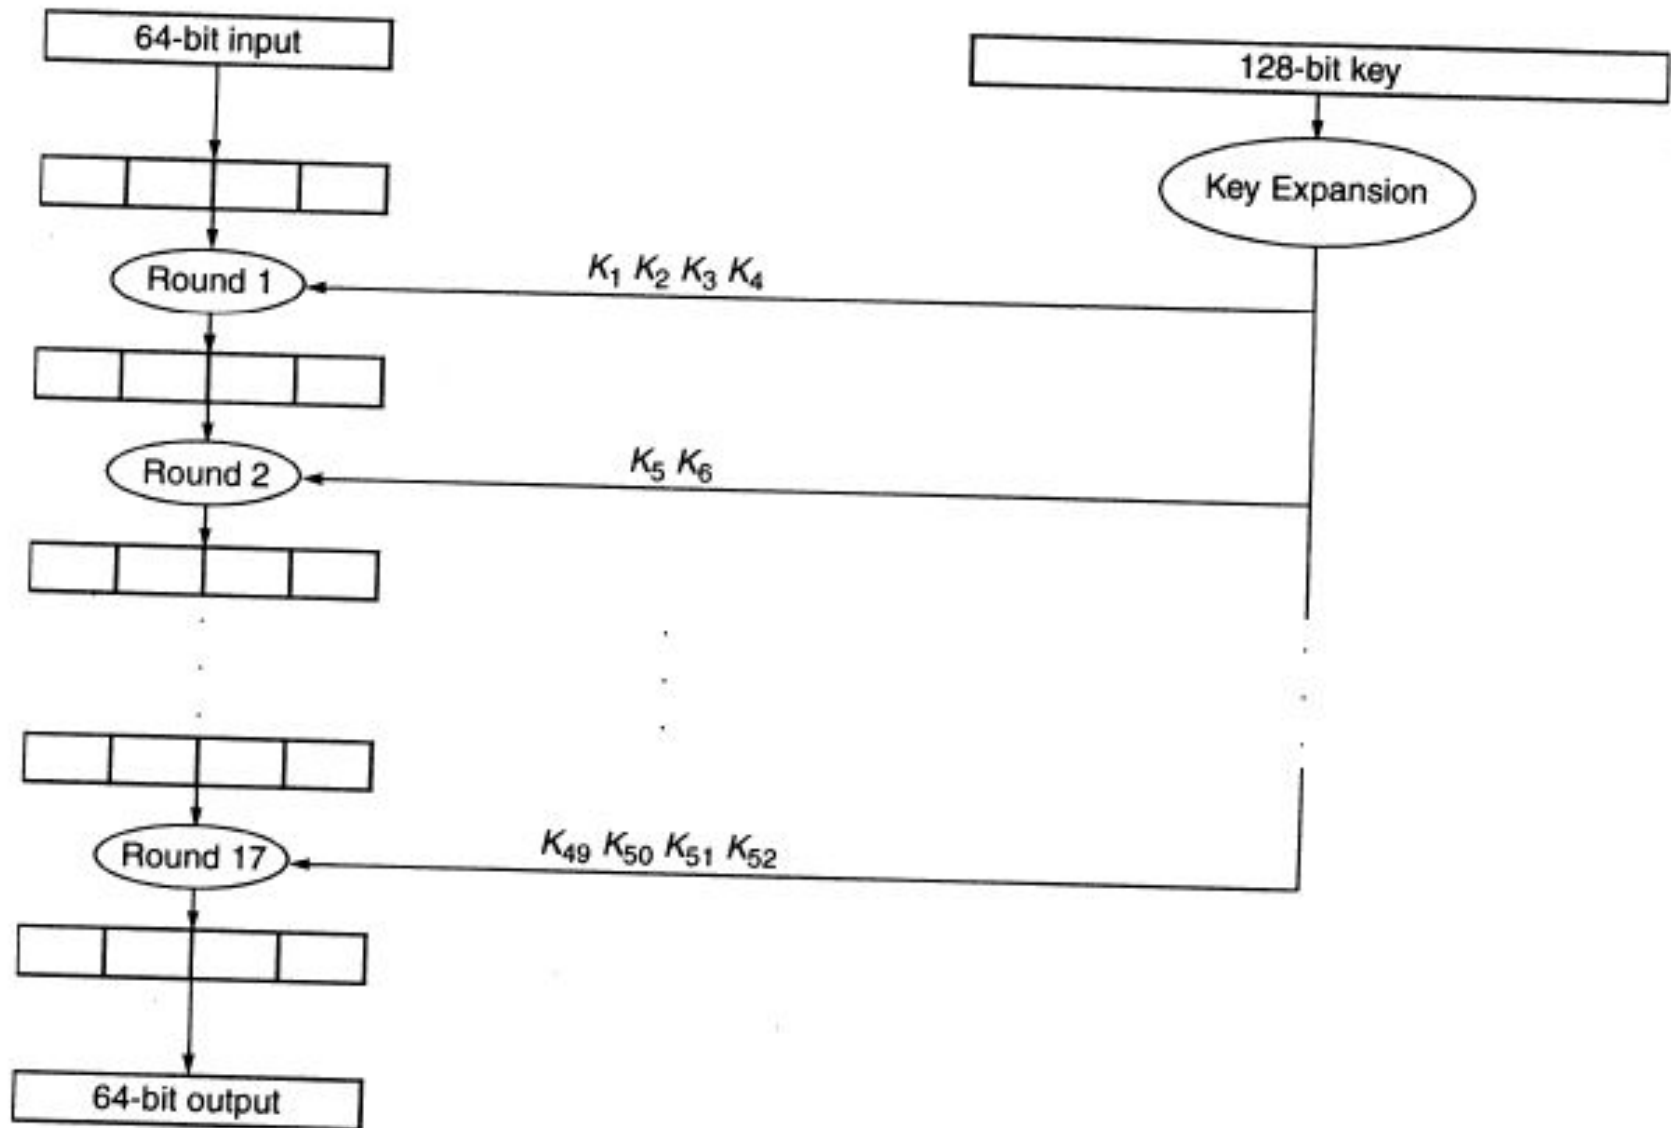 64-bit input
128-bit key
Key Expansion
Round 1
K₁ K₂ K₃ K₄
Round 2
K₅ K₆
Round 17
K₄₉ K₅₀ K₅₁ K₅₂
64-bit output